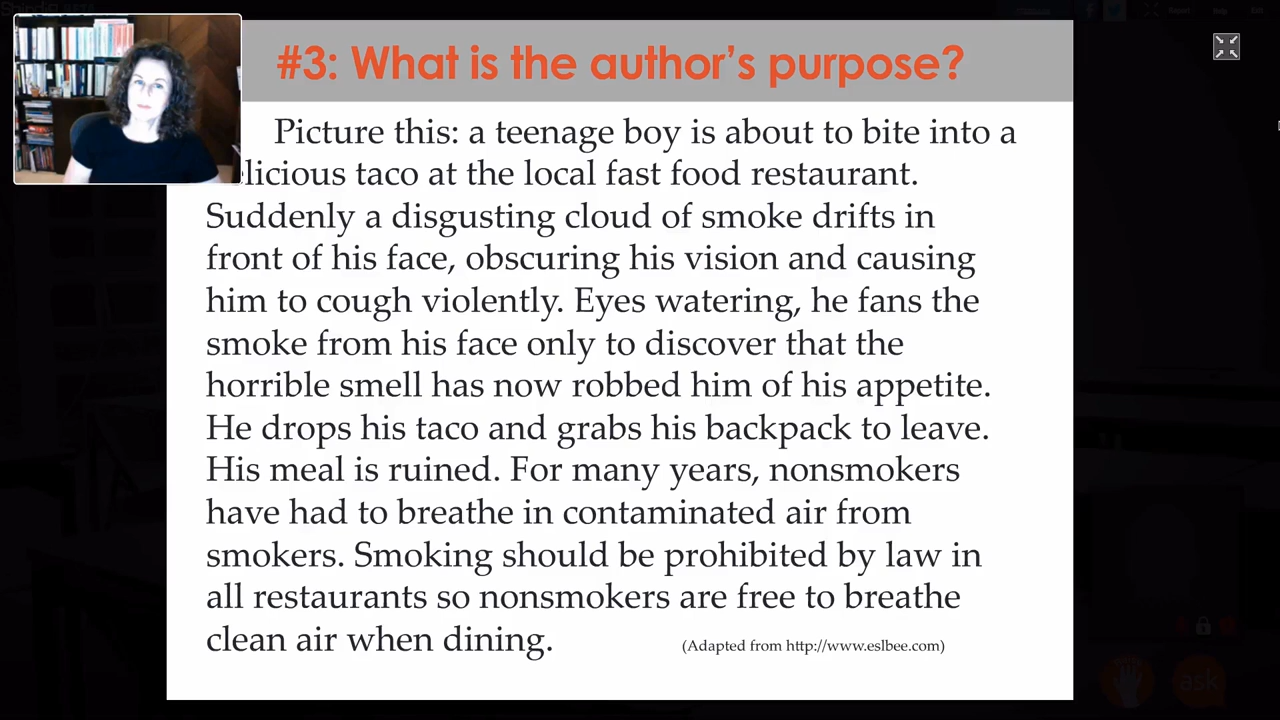 #3: What is the author's purpose?
Picture this: a teenage boy is about to bite into a
taco at the local fast food restaurant.
Suddenly a disgusting cloud of smoke drifts in
front of his face, obscuring his vision and causing
him to cough violently. Eyes watering, he fans the
smoke from his face only to discover that the
horrible smell has now robbed him of his appetite.
He drops his taco and grabs his backpack to leave.
His meal is ruined. For many years, nonsmokers
have had to breathe in contaminated air from
smokers. Smoking should be prohibited by law in
all restaurants so nonsmokers are free to breathe
clean air when dining.
(Adapted from http://www.eslbee.com)
ask